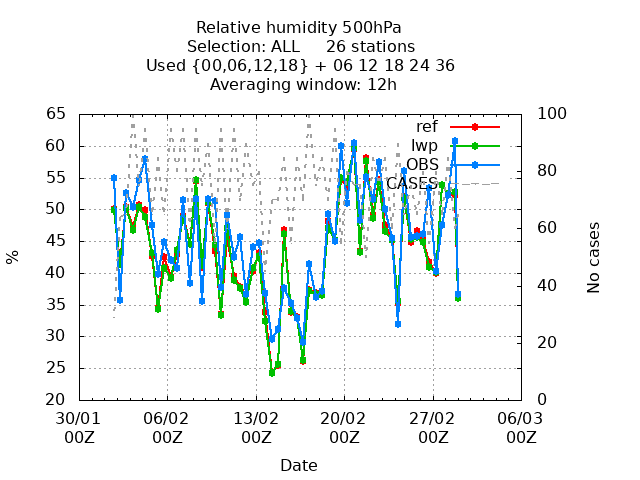 Relative humidity 500hPa
Selection: ALL 26 stations
Used {00,06,12,18} + 06 12 18 24 36
Averaging window: 12h
65 100
ref
60
lwp
OBS
55 80
CASES
50
45 60
%
No cases
40
40
35
30
20
25
20 0
30/01 06/02 13/02 20/02 27/02 06/03
00Z 00Z 00Z 00Z 00Z 00Z
Date